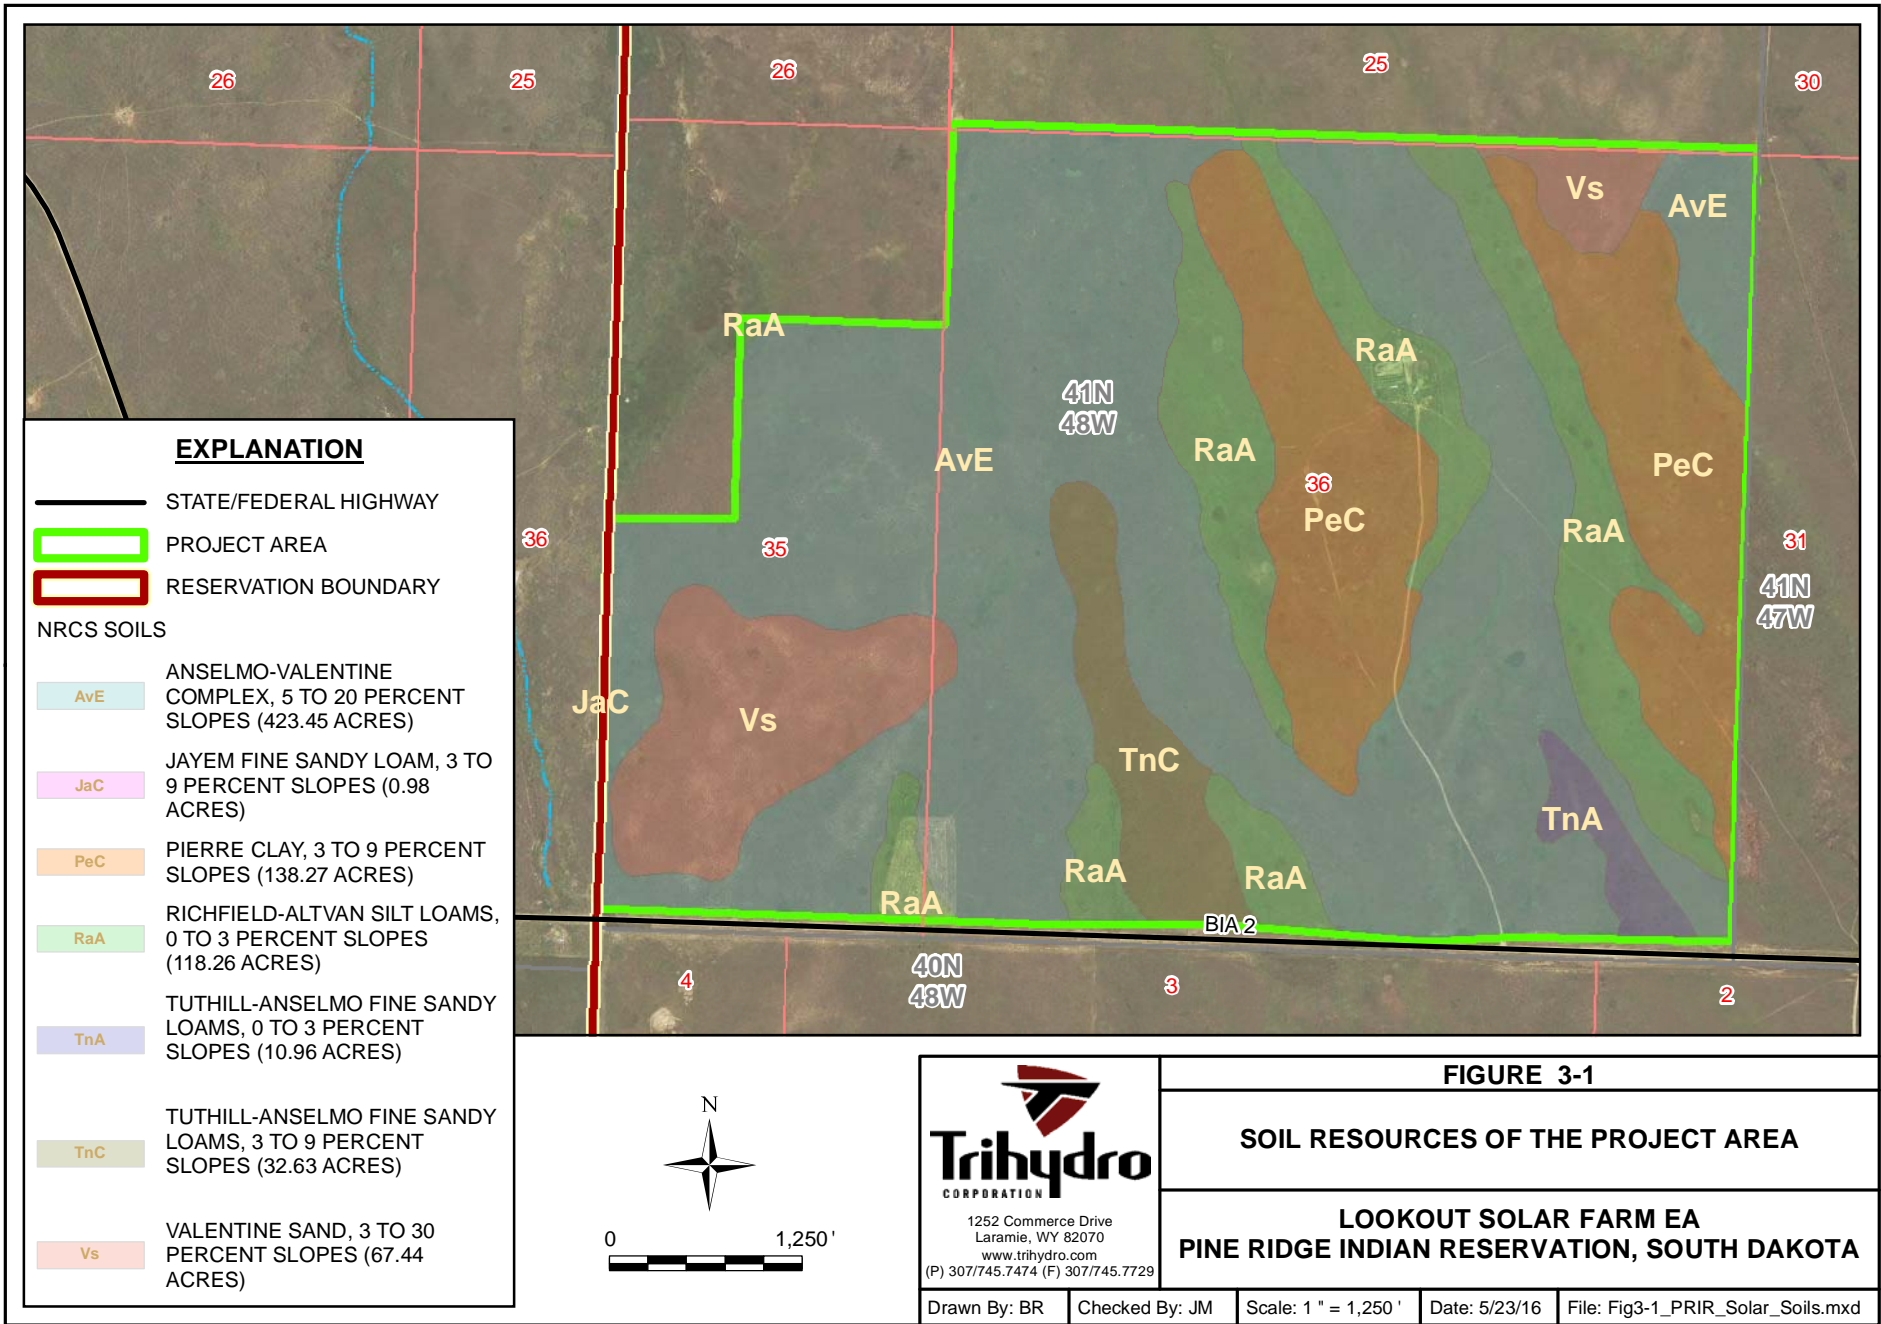 26
25
26
25
30
Vs
AvE
RaA
RaA
41N
48W
RaA
AvE
PeC
36
PeC
RaA
36
35
31
41N
47W
JaC
Vs
TnC
TnA
RaA
RaA
RaA
BIA 2
4
40N
48W
3
2
EXPLANATION
STATE/FEDERAL HIGHWAY
PROJECT AREA
RESERVATION BOUNDARY
NRCS SOILS
AvE
ANSELMO-VALENTINE
COMPLEX, 5 TO 20 PERCENT
SLOPES (423.45 ACRES)
JaC
JAYEM FINE SANDY LOAM, 3 TO
9 PERCENT SLOPES (0.98
ACRES)
PeC
PIERRE CLAY, 3 TO 9 PERCENT
SLOPES (138.27 ACRES)
RaA
RICHFIELD-ALTVAN SILT LOAMS,
0 TO 3 PERCENT SLOPES
(118.26 ACRES)
TnA
TUTHILL-ANSELMO FINE SANDY
LOAMS, 0 TO 3 PERCENT
SLOPES (10.96 ACRES)
TnC
TUTHILL-ANSELMO FINE SANDY
LOAMS, 3 TO 9 PERCENT
SLOPES (32.63 ACRES)
Vs
VALENTINE SAND, 3 TO 30
PERCENT SLOPES (67.44
ACRES)
N
0 1,250 '
Trihydro
CORPORATION
1252 Commerce Drive
Laramie, WY 82070
www.trihydro.com
(P) 307/745.7474 (F) 307/745.7729
FIGURE 3-1
SOIL RESOURCES OF THE PROJECT AREA
LOOKOUT SOLAR FARM EA
PINE RIDGE INDIAN RESERVATION, SOUTH DAKOTA
Drawn By: BR
Checked By: JM
Scale: 1 " = 1,250 '
Date: 5/23/16
File: Fig3-1_PRIR_Solar_Soils.mxd